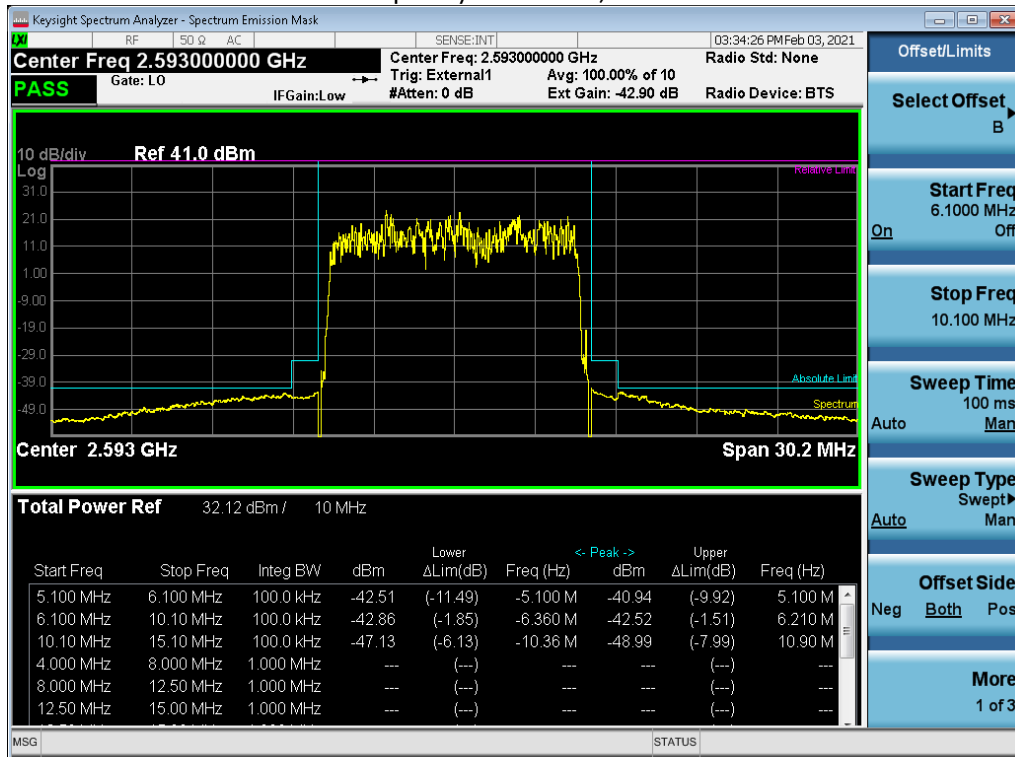 Keysight Spectrum Analyzer - Spectrum Emission Mask
LXI RF 50 Ω AC SENSE:INT 03:34:26 PM Feb 03, 2021
Center Freq 2.593000000 GHz
Center Freq: 2.593000000 GHz
Radio Std: None
PASS
Gate: LO
IFGain:Low
Trig: External1
Avg: 100.00% of 10
#Atten: 0 dB
Ext Gain: -42.90 dB
Radio Device: BTS
10 dB/div Ref 41.0 dBm
Log
Relative Limit
31.0
21.0
11.0
1.00
-9.00
-19.0
-29.0
-39.0
Absolute Limit
-49.0
Spectrum
Center 2.593 GHz
Span 30.2 MHz
Total Power Ref 32.12 dBm / 10 MHz
Lower <- Peak -> Upper
Start Freq Stop Freq Integ BW dBm ΔLim(dB) Freq (Hz) dBm ΔLim(dB) Freq (Hz)
5.100 MHz 6.100 MHz 100.0 kHz -42.51 (-11.49) -5.100 M -40.94 (-9.92) 5.100 M
6.100 MHz 10.10 MHz 100.0 kHz -42.86 (-1.85) -6.360 M -42.52 (-1.51) 6.210 M
10.10 MHz 15.10 MHz 100.0 kHz -47.13 (-6.13) -10.36 M -48.99 (-7.99) 10.90 M
4.000 MHz 8.000 MHz 1.000 MHz --- (---) --- --- (---) ---
8.000 MHz 12.50 MHz 1.000 MHz --- (---) --- --- (---) ---
12.50 MHz 15.00 MHz 1.000 MHz --- (---) --- --- (---) ---
MSG
STATUS
Offset/Limits
Select Offset
B
Start Freq
6.1000 MHz
On Off
Stop Freq
10.100 MHz
Sweep Time
100 ms
Auto Man
Sweep Type
Swept
Auto Man
Offset Side
Neg Both Pos
More
1 of 3